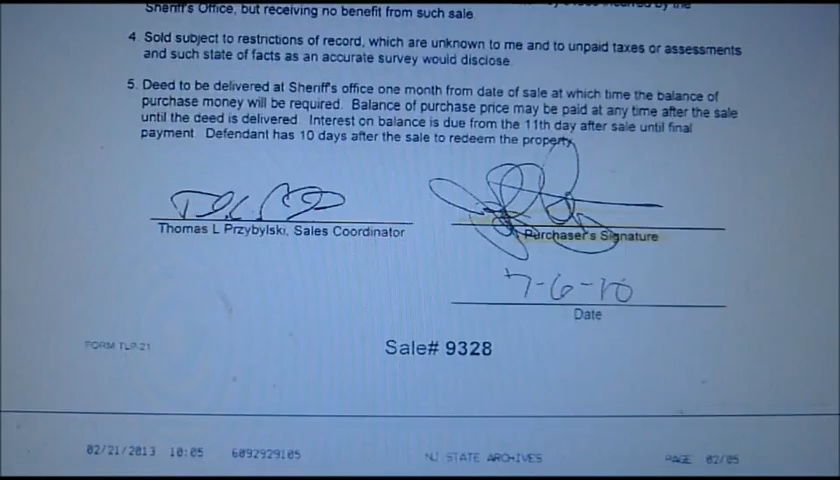 Sheriff's Office, but receiving no benefit from such sale
4. Sold subject to restrictions of record, which are unknown to me and to unpaid taxes or assessments
and such state of facts as an accurate survey would disclose
5. Deed to be delivered at Sheriff's office one month from date of sale at which time the balance of
purchase money will be required. Balance of purchase price may be paid at any time after the sale
until the deed is delivered. Interest on balance is due from the 11th day after sale until final
payment. Defendant has 10 days after the sale to redeem the property
Thomas L Przybylski, Sales Coordinator
Purchaser's Signature
7-6-10
Date
FORM TLP-21
Sale# 9328
02/21/2013 10:05 6092929105 NJ STATE ARCHIVES PAGE 02/05